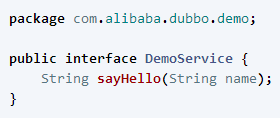 package com.alibaba.dubbo.demo;
public interface DemoService {
    String sayHello(String name);
}